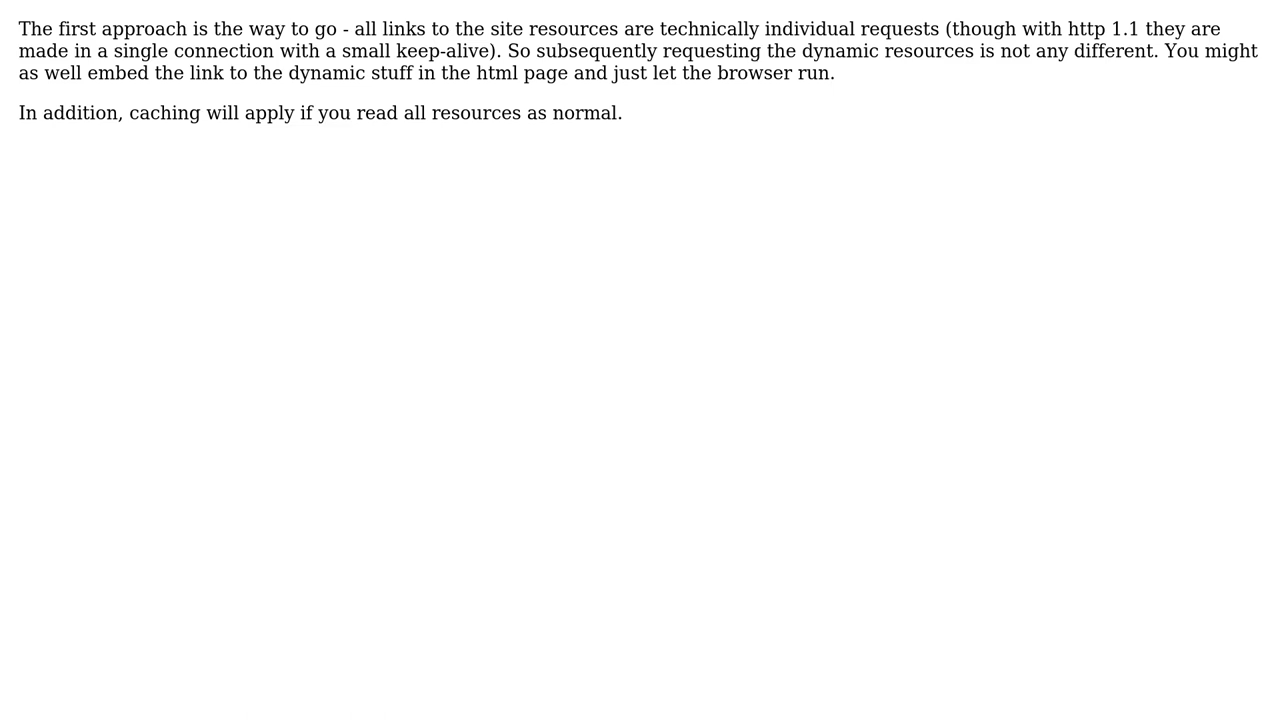 The first approach is the way to go - all links to the site resources are technically individual requests (though with http 1.1 they are
made in a single connection with a small keep-alive). So subsequently requesting the dynamic resources is not any different. You might
as well embed the link to the dynamic stuff in the html page and just let the browser run.
In addition, caching will apply if you read all resources as normal.